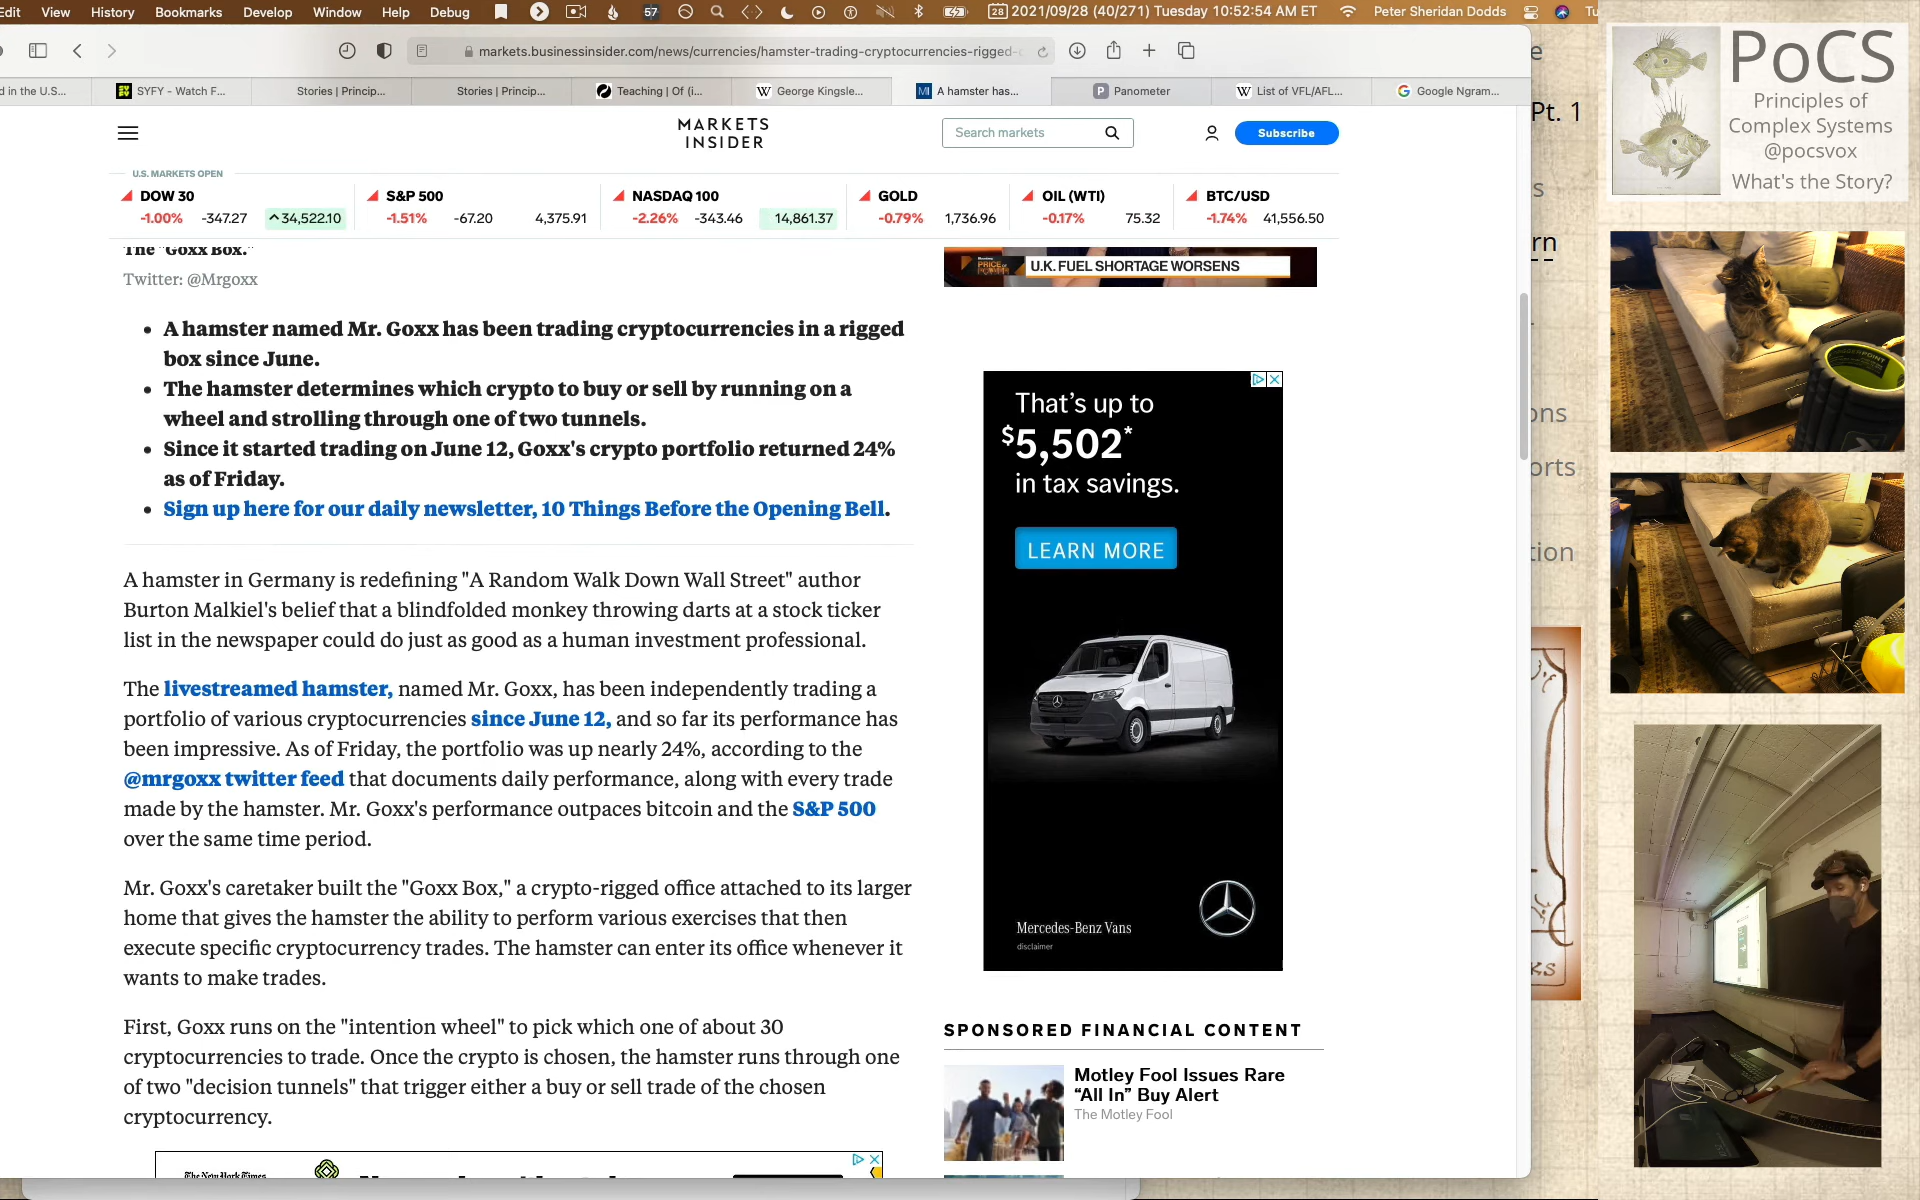 Edit View History Bookmarks Develop Window Help Debug 57 28 2021/09/28 (40/271) Tuesday 10:52:54 AM ET Peter Sheridan Dodds Tu
markets.businessinsider.com/news/currencies/hamster-trading-cryptocurrencies-rigged-c
d in the U.S... SYFY - Watch F... Stories | Princip... Stories | Princip... Teaching | Of (i... George Kingsle... A hamster has... Panometer List of VFL/AFL... Google Ngram...
MARKETS
INSIDER
Search markets
Subscribe
U.S. MARKETS OPEN
DOW 30 S&P 500 NASDAQ 100 GOLD OIL (WTI) BTC/USD
-1.00% -347.27 34,522.10 -1.51% -67.20 4,375.91 -2.26% -343.46 14,861.37 -0.79% 1,736.96 -0.17% 75.32 -1.74% 41,556.50
The "Goxx Box."
Twitter: @Mrgoxx
A hamster named Mr. Goxx has been trading cryptocurrencies in a rigged
box since June.
The hamster determines which crypto to buy or sell by running on a
wheel and strolling through one of two tunnels.
Since it started trading on June 12, Goxx's crypto portfolio returned 24%
as of Friday.
Sign up here for our daily newsletter, 10 Things Before the Opening Bell.
A hamster in Germany is redefining "A Random Walk Down Wall Street" author
Burton Malkiel's belief that a blindfolded monkey throwing darts at a stock ticker
list in the newspaper could do just as good as a human investment professional.
The livestreamed hamster, named Mr. Goxx, has been independently trading a
portfolio of various cryptocurrencies since June 12, and so far its performance has
been impressive. As of Friday, the portfolio was up nearly 24%, according to the
@mrgoxx twitter feed that documents daily performance, along with every trade
made by the hamster. Mr. Goxx's performance outpaces bitcoin and the S&P 500
over the same time period.
Mr. Goxx's caretaker built the "Goxx Box," a crypto-rigged office attached to its larger
home that gives the hamster the ability to perform various exercises that then
execute specific cryptocurrency trades. The hamster can enter its office whenever it
wants to make trades.
First, Goxx runs on the "intention wheel" to pick which one of about 30
cryptocurrencies to trade. Once the crypto is chosen, the hamster runs through one
of two "decision tunnels" that trigger either a buy or sell trade of the chosen
cryptocurrency.
The New York Times
U.K. FUEL SHORTAGE WORSENS
That's up to
$5,502*
in tax savings.
LEARN MORE
Mercedes-Benz Vans
disclaimer
SPONSORED FINANCIAL CONTENT
Motley Fool Issues Rare
“All In” Buy Alert
The Motley Fool
e
Pt. 1
s
rn
ons
orts
tion
KS
PoCS
Principles of
Complex Systems
@pocsvox
What's the Story?